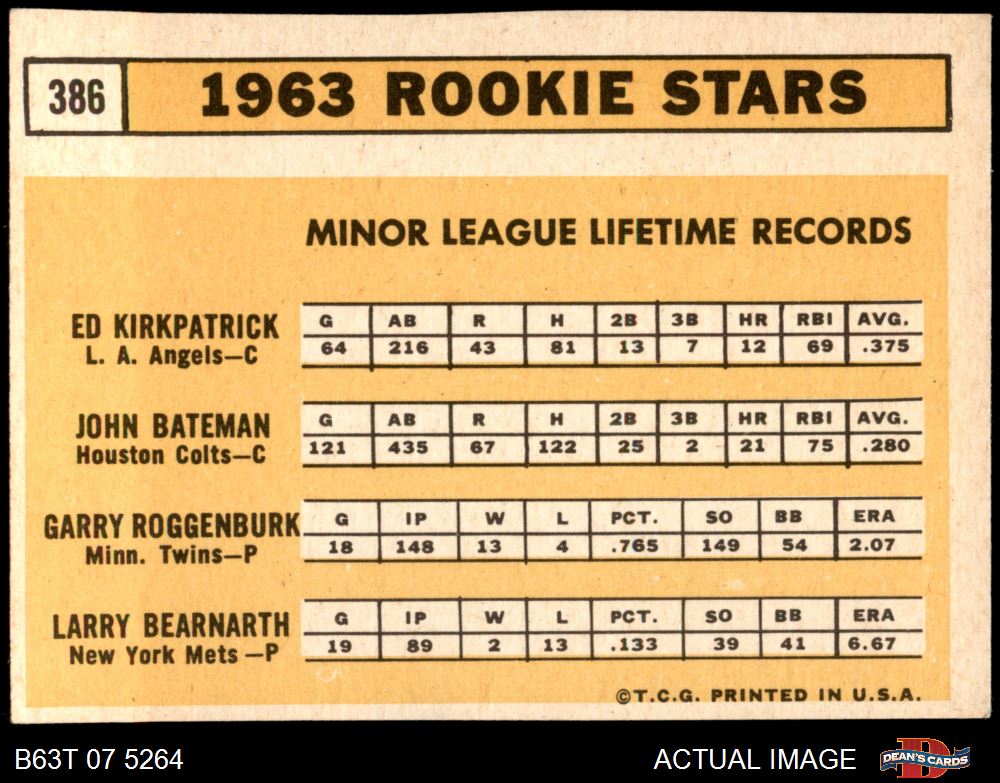 386 1963 ROOKIE STARS
MINOR LEAGUE LIFETIME RECORDS
ED KIRKPATRICK G AB R H 2B 3B HR RBI AVG.
L. A. Angels—C 64 216 43 81 13 7 12 69 .375
JOHN BATEMAN G AB R H 2B 3B HR RBI AVG.
Houston Colts—C 121 435 67 122 25 2 21 75 .280
GARRY ROGGENBURK G IP W L PCT. SO BB ERA
Minn. Twins—P 18 148 13 4 .765 149 54 2.07
LARRY BEARNARTH G IP W L PCT. SO BB ERA
New York Mets —P 19 89 2 13 .133 39 41 6.67
©T.C.G. PRINTED IN U.S.A.
B63T 07 5264 ACTUAL IMAGE DEAN'S CARDS